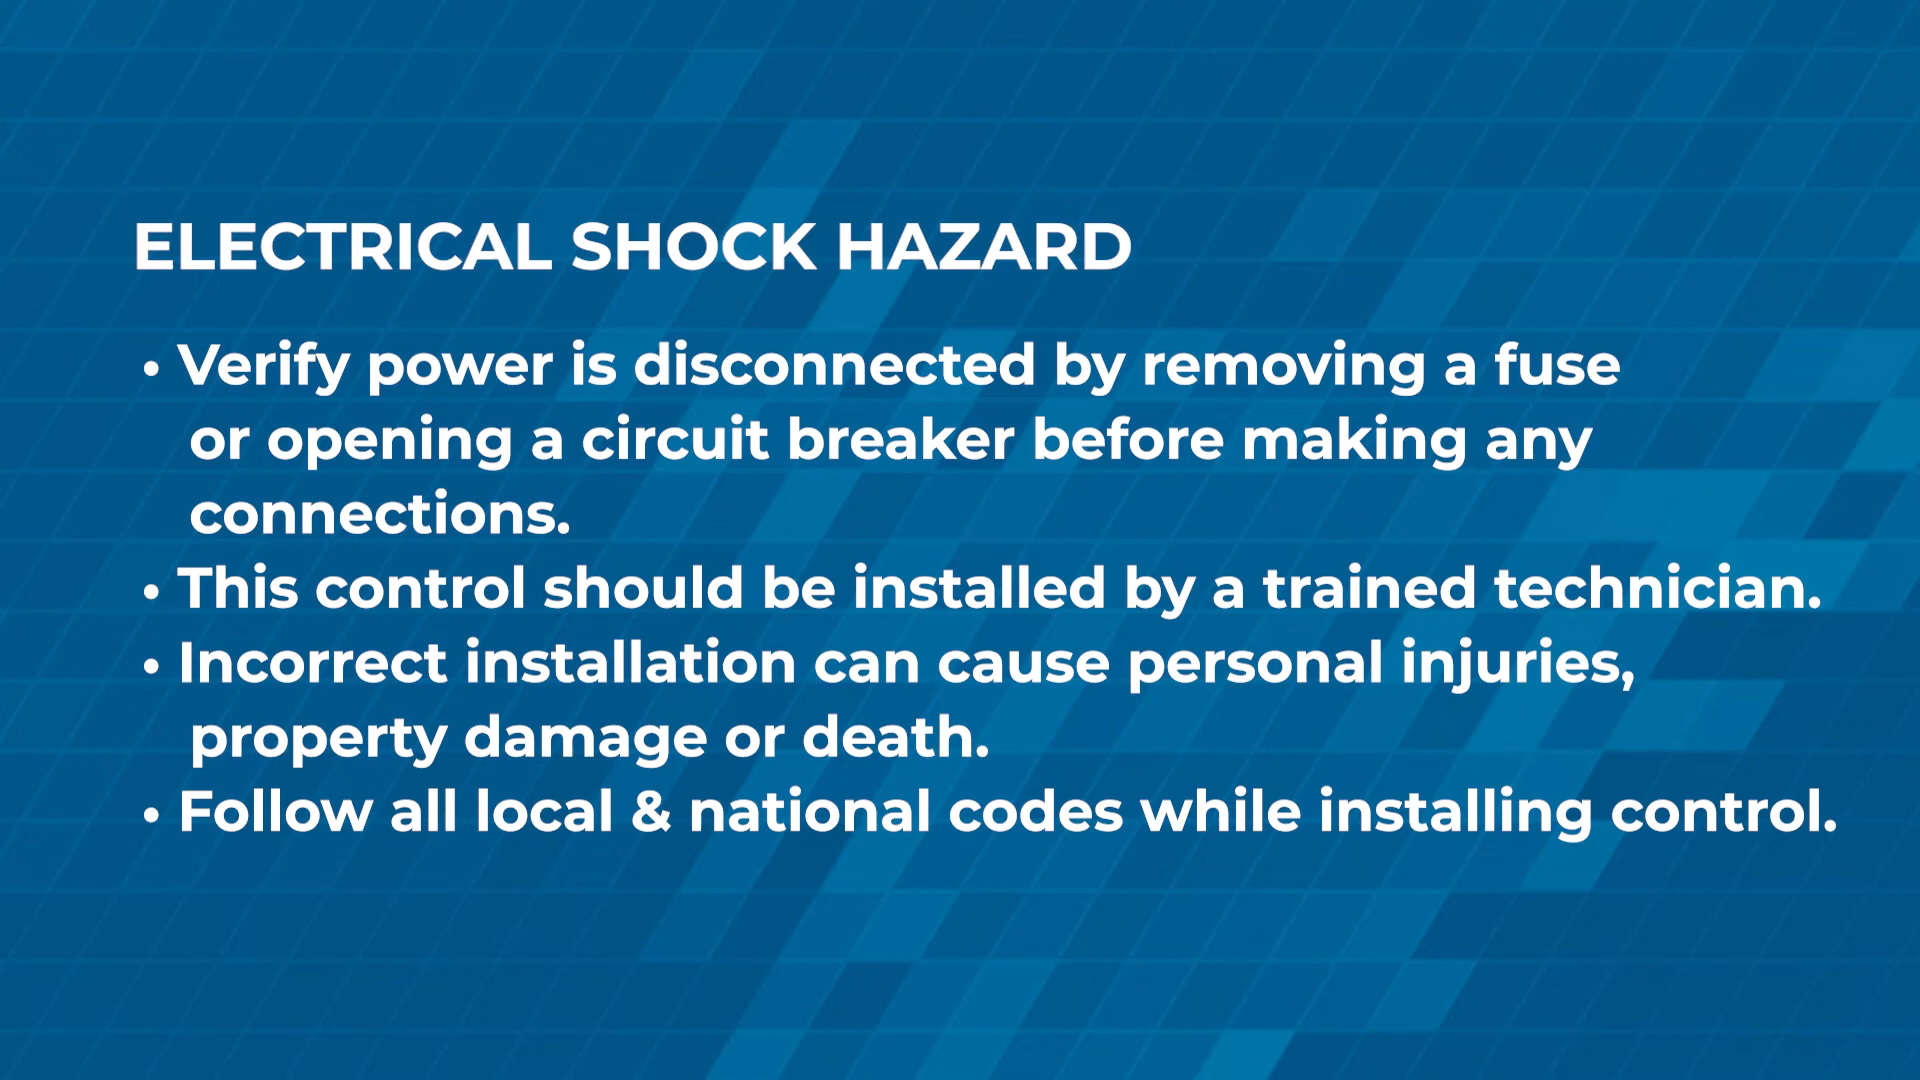 ELECTRICAL SHOCK HAZARD
• Verify power is disconnected by removing a fuse
or opening a circuit breaker before making any
connections.
• This control should be installed by a trained technician.
• Incorrect installation can cause personal injuries,
property damage or death.
• Follow all local & national codes while installing control.